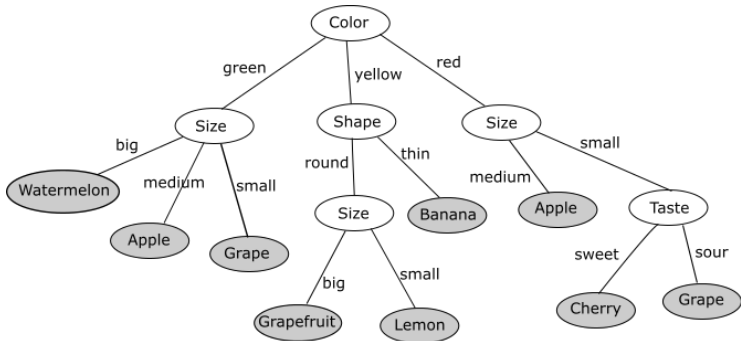 Color
green
yellow
red
Size
Shape
Size
big
medium
small
round
thin
medium
small
Watermelon
Apple
Grape
Size
Banana
Apple
Taste
big
small
sweet
sour
Grapefruit
Lemon
Cherry
Grape